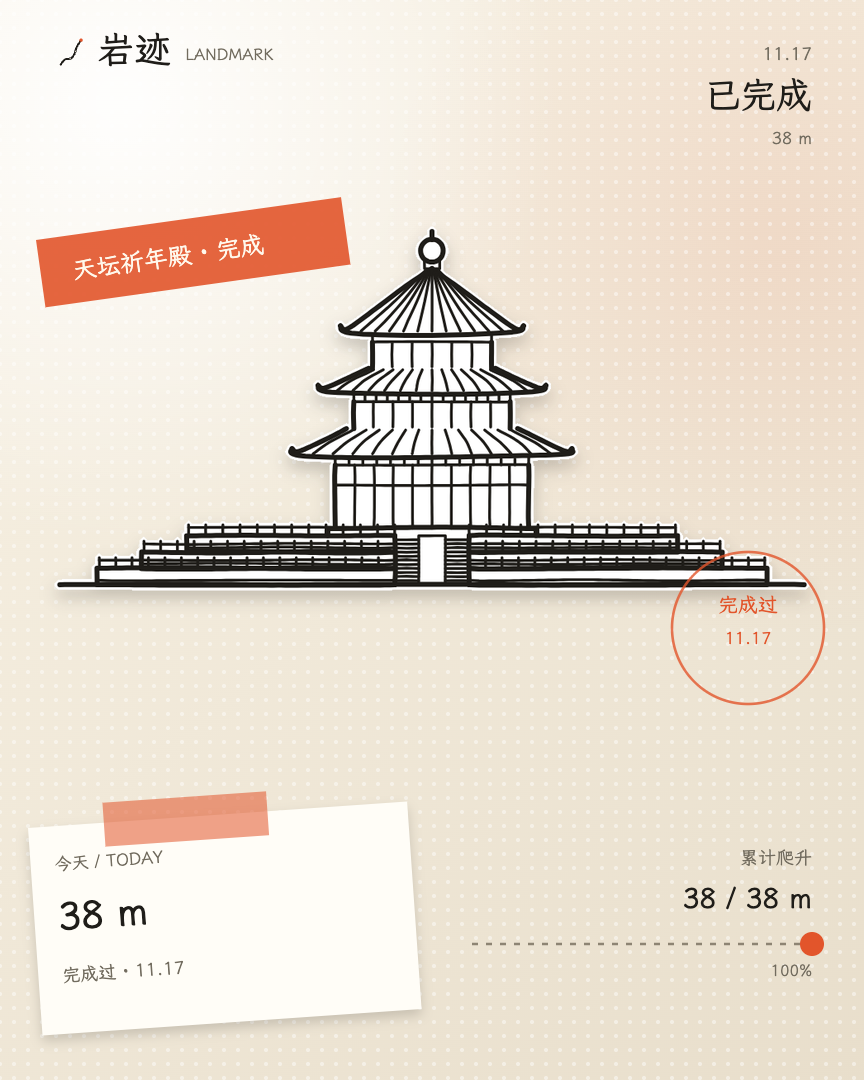 岩迹 LANDMARK
11.17
已完成
38 m
天坛祈年殿·完成
完成过
11.17
今天 / TODAY
38 m
完成过·11.17
累计爬升
38 / 38 m
100%